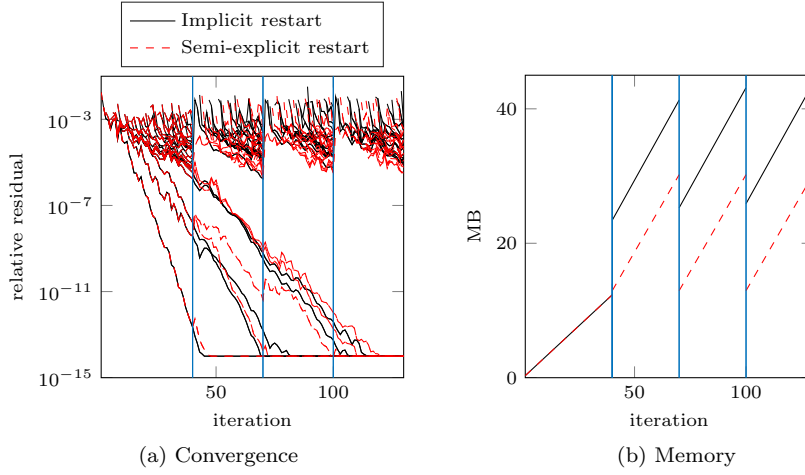 Implicit restart
Semi-explicit restart
10^{-3}
10^{-7}
10^{-11}
10^{-15}
relative residual
50
100
iteration
(a) Convergence
40
20
0
MB
50
100
iteration
(b) Memory